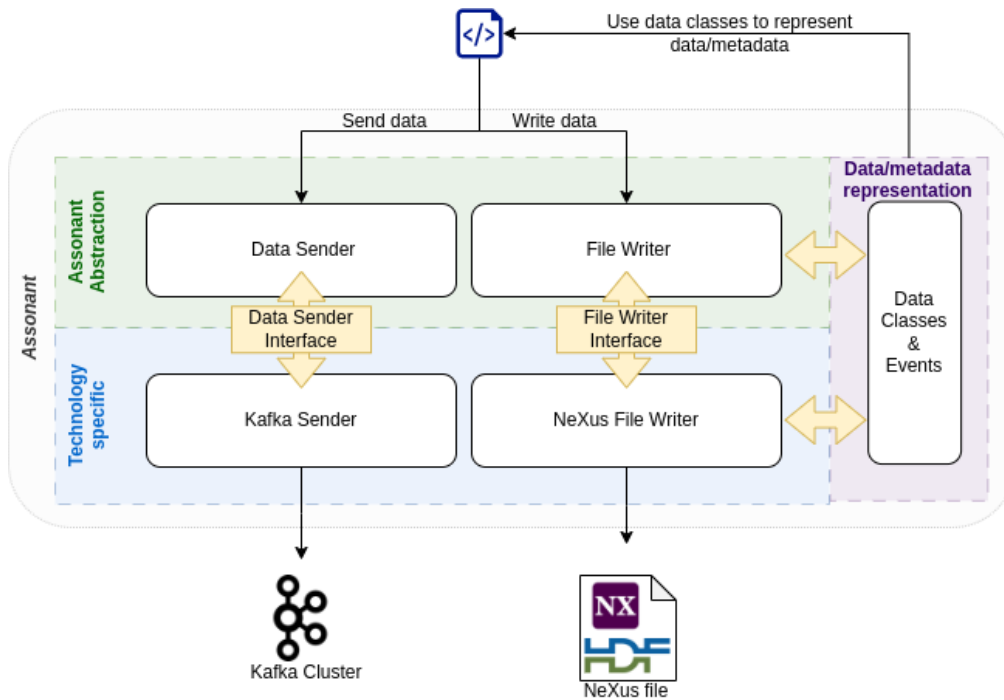 Use data classes to represent
data/metadata
</>
Send data
Write data
Data/metadata
representation
Assonant
Assonant
Abstraction
Data Sender
File Writer
Data Sender
Interface
File Writer
Interface
Data
Classes
&
Events
Technology
specific
Kafka Sender
NeXus File Writer
Kafka Cluster
NX
HDF
NeXus file